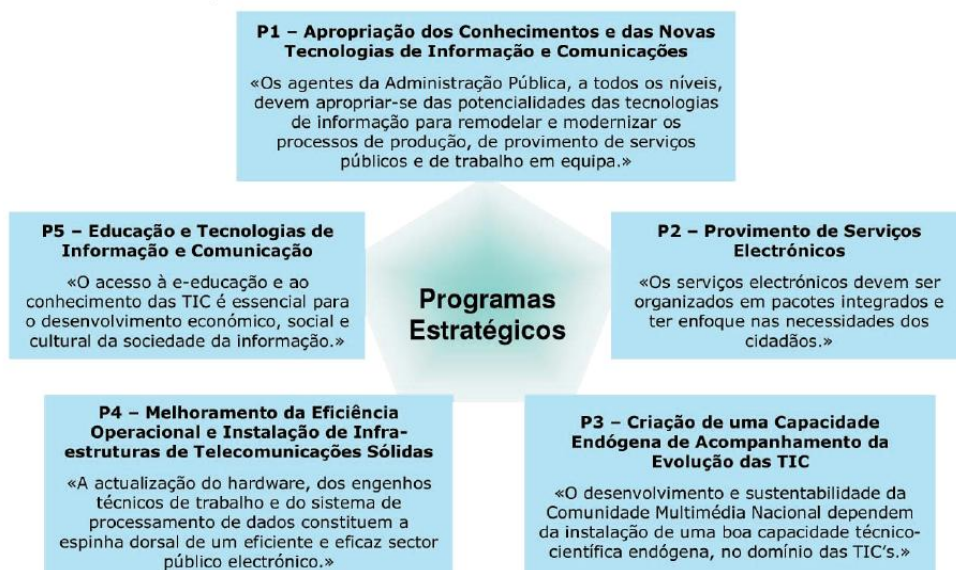 P1 – Apropriação dos Conhecimentos e das Novas
Tecnologias de Informação e Comunicações
«Os agentes da Administração Pública, a todos os níveis,
devem apropriar-se das potencialidades das tecnologias
de informação para remodelar e modernizar os
processos de produção, de provimento de serviços
públicos e de trabalho em equipa.»
P5 – Educação e Tecnologias de
Informação e Comunicação
«O acesso à e-educação e ao
conhecimento das TIC é essencial para
o desenvolvimento económico, social e
cultural da sociedade da informação.»
Programas
Estratégicos
P2 – Provimento de Serviços
Electrónicos
«Os serviços electrónicos devem ser
organizados em pacotes integrados e
ter enfoque nas necessidades dos
cidadãos.»
P4 – Melhoramento da Eficiência
Operacional e Instalação de Infra-
estruturas de Telecomunicações Sólidas
«A actualização do hardware, dos engenhos
técnicos de trabalho e do sistema de
processamento de dados constituem a
espinha dorsal de um eficiente e eficaz sector
público electrónico.»
P3 – Criação de uma Capacidade
Endógena de Acompanhamento da
Evolução das TIC
«O desenvolvimento e sustentabilidade da
Comunidade Multimédia Nacional dependem
da instalação de uma boa capacidade técnico-
científica endógena, no domínio das TIC's.»